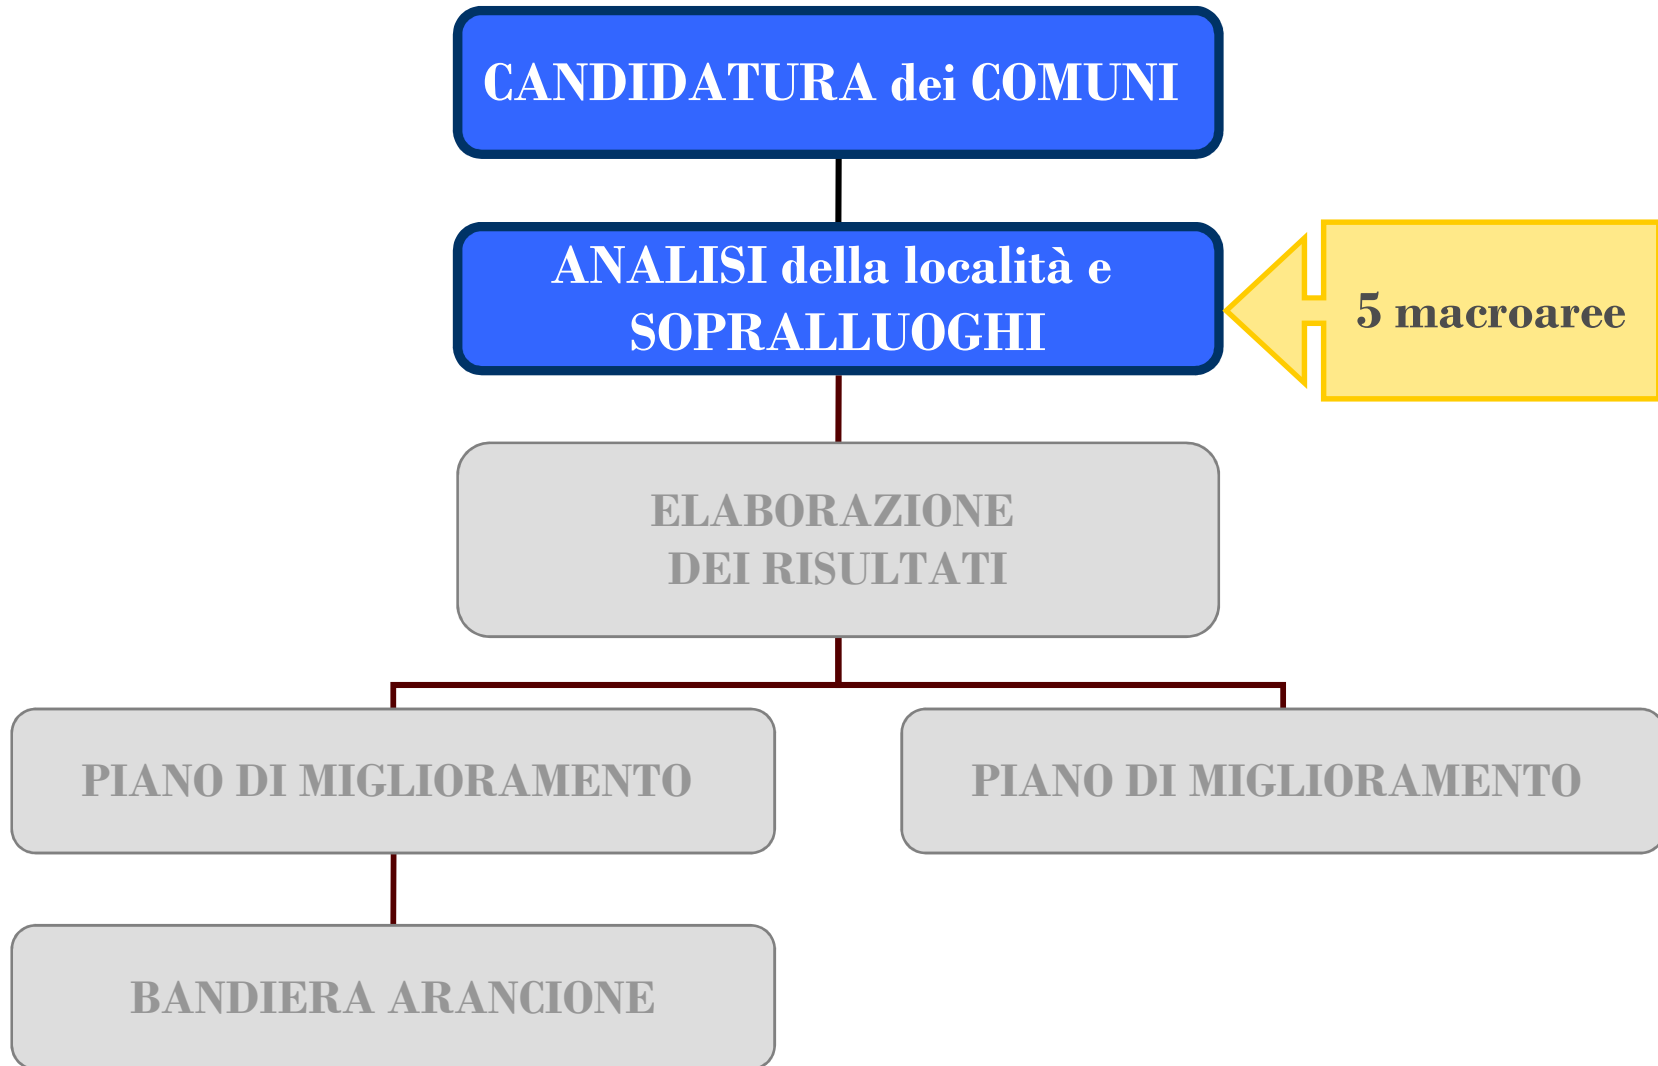 CANDIDATURA dei COMUNI
ANALISI della località e
SOPRALLUOGHI
5 macroaree
ELABORAZIONE
DEI RISULTATI
PIANO DI MIGLIORAMENTO
PIANO DI MIGLIORAMENTO
BANDIERA ARANCIONE